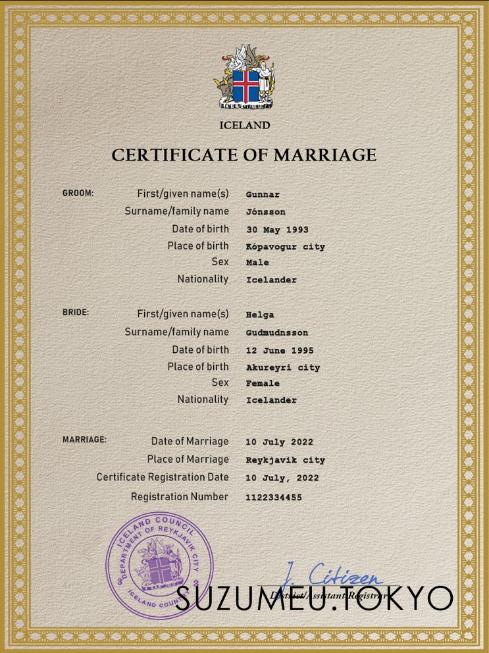 ICELAND
CERTIFICATE OF MARRIAGE
GROOM: First/given name(s) Gunnar
Surname/family name Jónsson
Date of birth 30 May 1993
Place of birth Kópavogur city
Sex Male
Nationality Icelander
BRIDE: First/given name(s) Helga
Surname/family name Gudmudnsson
Date of birth 12 June 1995
Place of birth Akureyri city
Sex Female
Nationality Icelander
MARRIAGE: Date of Marriage 10 July 2022
Place of Marriage Reykjavik city
Certificate Registration Date 10 July, 2022
Registration Number 1122334455
ICELAND COUNCIL
DEPARTMENT OF REYKJAVIK CITY
ICELAND COUNCIL
J. Citizen
District/Assistant Registrar
SUZUMEU.TOKYO